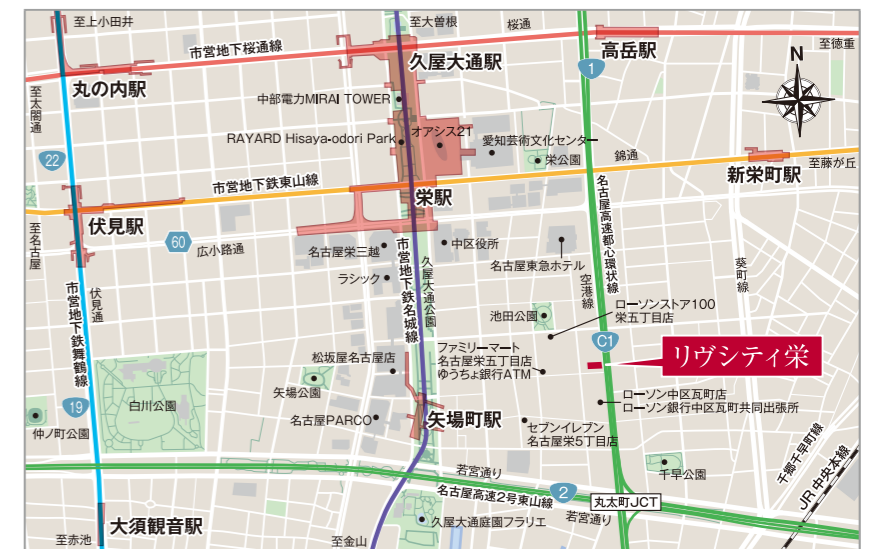 至上小田井
至大曽根
桜通
市営地下桜通線
久屋大通駅
高岳駅
至徳重
1
N
丸の内駅
至太閤通
中部電力MIRAI TOWER
RAYARD Hisaya-odori Park
オアシス21
愛知芸術文化センター
栄公園
錦通
22
市営地下鉄東山線
栄駅
新栄町駅
至藤が丘
伏見駅
至名古屋
60
広小路通
名古屋栄三越
ラシック
市営地下鉄名城線
久屋大通公園
中区役所
名古屋東急ホテル
名古屋高速都心環状線
空港線
葵町線
伏見通
市営地下鉄舞鶴線
池田公園
ローソンストア100
栄五丁目店
C1
リヴシティ栄
松坂屋名古屋店
ファミリーマート
名古屋栄五丁目店
ゆうちょ銀行ATM
矢場公園
白川公園
19
仲ノ町公園
名古屋PARCO
矢場町駅
セブンイレブン
名古屋栄5丁目店
ローソン中区瓦町店
ローソン銀行中区瓦町共同出張所
千早公園
千郷千早町線
JR中央本線
若宮通り
名古屋高速2号東山線
2
丸太町JCT
若宮通り
大須観音駅
至赤池
至金山
久屋大通庭園フラリエ